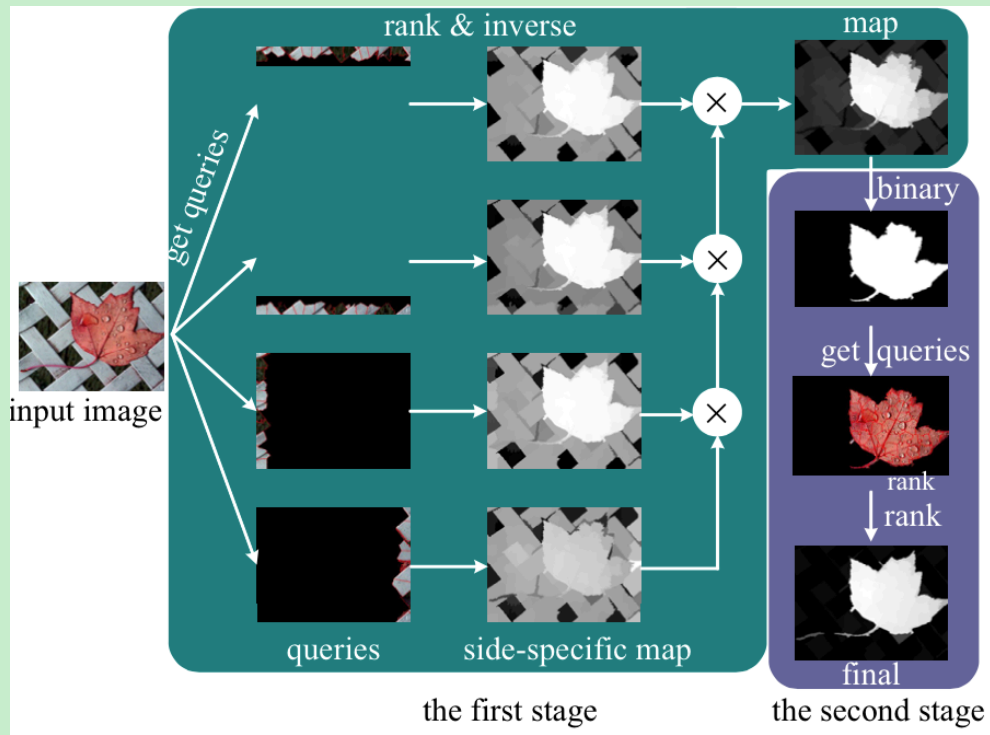 rank & inverse
map
get queries
binary
get queries
input image
rank
rank
queries
side-specific map
final
the first stage
the second stage